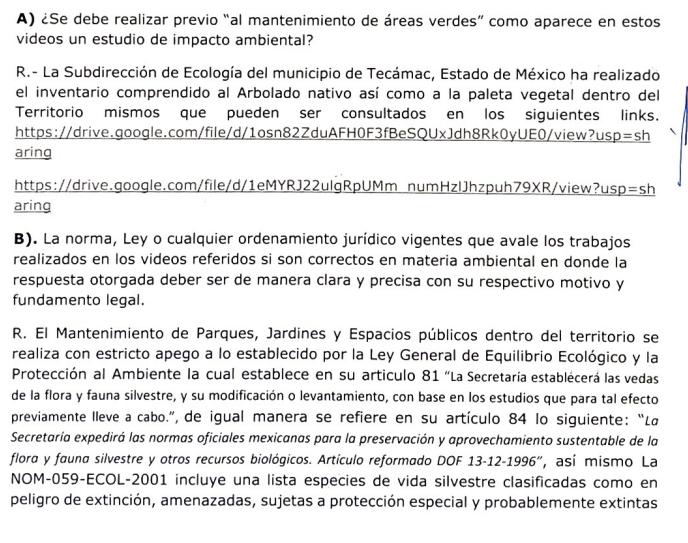 A) ¿Se debe realizar previo "al mantenimiento de áreas verdes" como aparece en estos
videos un estudio de impacto ambiental?
R.- La Subdirección de Ecología del municipio de Tecámac, Estado de México ha realizado
el inventario comprendido al Arbolado nativo así como a la paleta vegetal dentro del
Territorio mismos que pueden ser consultados en los siguientes links.
https://drive.google.com/file/d/1osn82ZduAFH0F3fBeSQUxJdh8Rk0yUE0/view?usp=sh
aring
https://drive.google.com/file/d/1eMYRJ22ulgRpUMm_numHzlJhzpuh79XR/view?usp=sh
aring
B). La norma, Ley o cualquier ordenamiento jurídico vigentes que avale los trabajos
realizados en los videos referidos si son correctos en materia ambiental en donde la
respuesta otorgada deber ser de manera clara y precisa con su respectivo motivo y
fundamento legal.
R. El Mantenimiento de Parques, Jardines y Espacios públicos dentro del territorio se
realiza con estricto apego a lo establecido por la Ley General de Equilibrio Ecológico y la
Protección al Ambiente la cual establece en su articulo 81 "La Secretaría establécerá las vedas
de la flora y fauna silvestre, y su modificación o levantamiento, con base en los estudios que para tal efecto
previamente lleve a cabo.", de igual manera se refiere en su artículo 84 lo siguiente: "La
Secretaría expedirá las normas oficiales mexicanas para la preservación y aprovechamiento sustentable de la
flora y fauna silvestre y otros recursos biológicos. Artículo reformado DOF 13-12-1996", así mismo La
NOM-059-ECOL-2001 incluye una lista especies de vida silvestre clasificadas como en
peligro de extinción, amenazadas, sujetas a protección especial y probablemente extintas